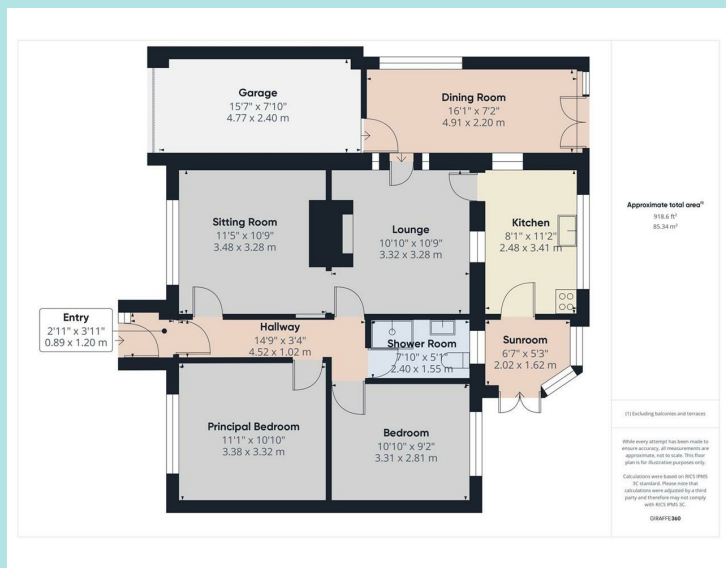 Garage
15'7" x 7'10"
4.77 x 2.40 m
Dining Room
16'1" x 7'2"
4.91 x 2.20 m
Sitting Room
11'5" x 10'9"
3.48 x 3.28 m
Lounge
10'10" x 10'9"
3.32 x 3.28 m
Kitchen
8'1" x 11'2"
2.48 x 3.41 m
Entry
2'11" x 3'11"
0.89 x 1.20 m
Hallway
14'9" x 3'4"
4.52 x 1.02 m
Shower Room
7'10" x 5'1"
2.40 x 1.55 m
Sunroom
6'7" x 5'3"
2.02 x 1.62 m
Principal Bedroom
11'1" x 10'10"
3.38 x 3.32 m
Bedroom
10'10" x 9'2"
3.31 x 2.81 m
Approximate total area(1)
918.6 ft²
85.34 m²
(1) Excluding balconies and terraces
While every attempt has been made to
ensure accuracy, all measurements are
approximate, not to scale. This floor
plan is for illustrative purposes only.
Calculations were based on RICS IPMS
3C standard. Please note that
calculations were adjusted by a third
party and therefore may not comply
with RICS IPMS 3C.
GIRAFFE360